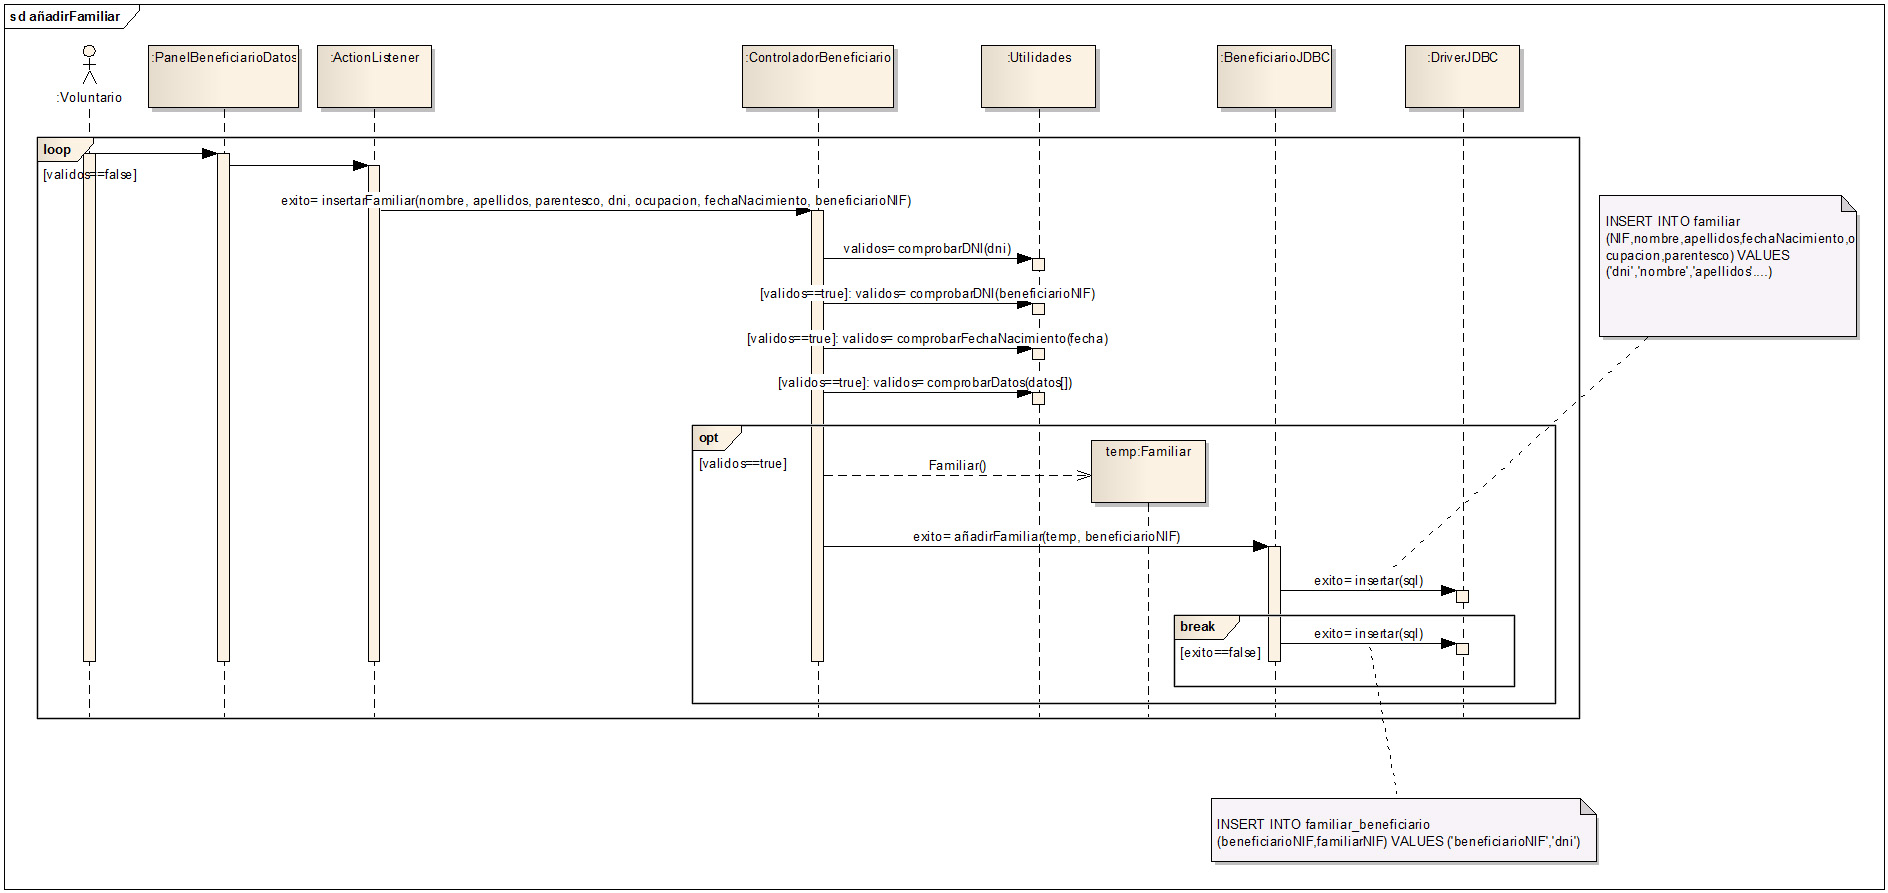 sd añadirFamiliar
:Voluntario
:PanelBeneficiarioDatos
:ActionListener
:ControladorBeneficiario
:Utilidades
:BeneficiarioJDBC
:DriverJDBC
loop
[validos==false]
exito= insertarFamiliar(nombre, apellidos, parentesco, dni, ocupacion, fechaNacimiento, beneficiarioNIF)
validos= comprobarDNI(dni)
[validos==true]: validos= comprobarDNI(beneficiarioNIF)
[validos==true]: validos= comprobarFechaNacimiento(fecha)
[validos==true]: validos= comprobarDatos(datos[])
INSERT INTO familiar
(NIF,nombre,apellidos,fechaNacimiento,o
cupacion,parentesco) VALUES
('dni','nombre','apellidos'....)
opt
[validos==true]
Familiar()
temp:Familiar
exito= añadirFamiliar(temp, beneficiarioNIF)
exito= insertar(sql)
break
[exito==false]
exito= insertar(sql)
INSERT INTO familiar_beneficiario
(beneficiarioNIF,familiarNIF) VALUES ('beneficiarioNIF','dni')